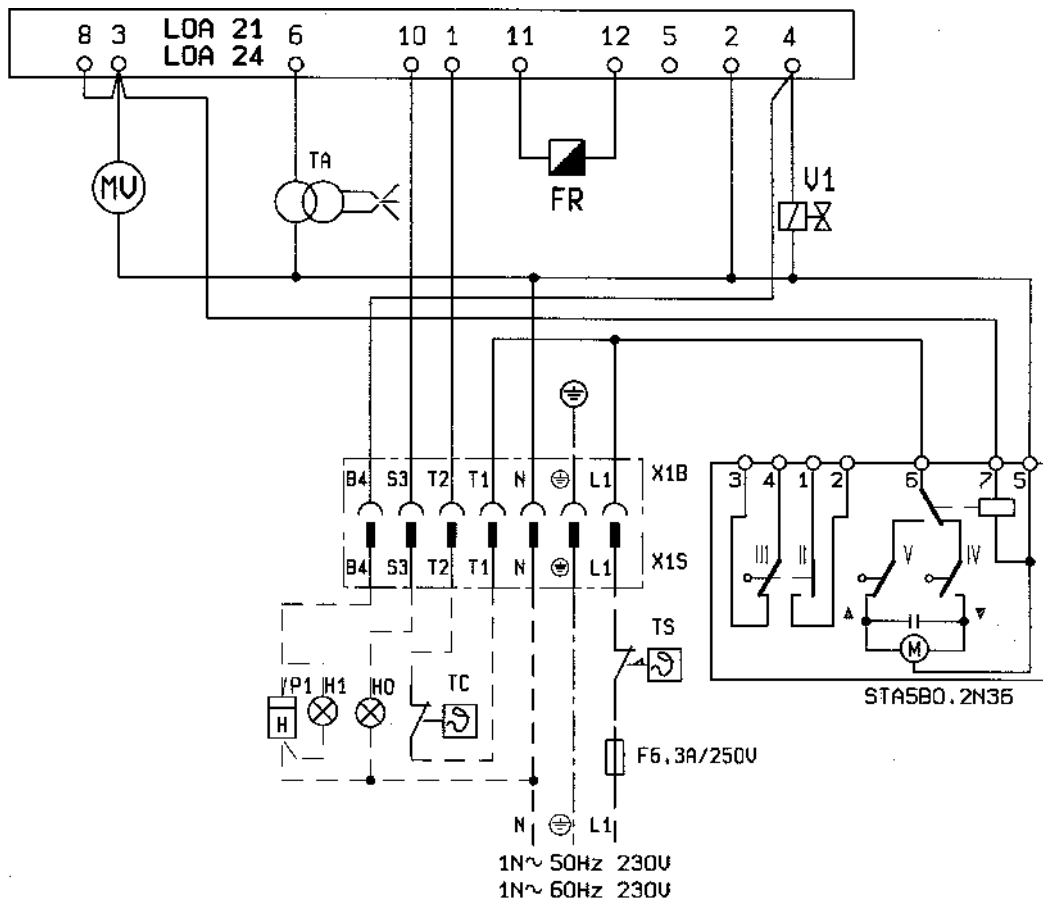 LOA 21
LOA 24
8 3 6 10 1 11 12 5 2 4
TA
MV
FR
V1
B4 S3 T2 T1 N L1 X1B
B4 S3 T2 T1 N L1 X1S
3 4 1 2 6 7 5
III II V IV
M
STA5B0.2N36
TS
P1 H1 H0 TC
H
F6.3A/250V
N L1
1N~ 50Hz 230V
1N~ 60Hz 230V